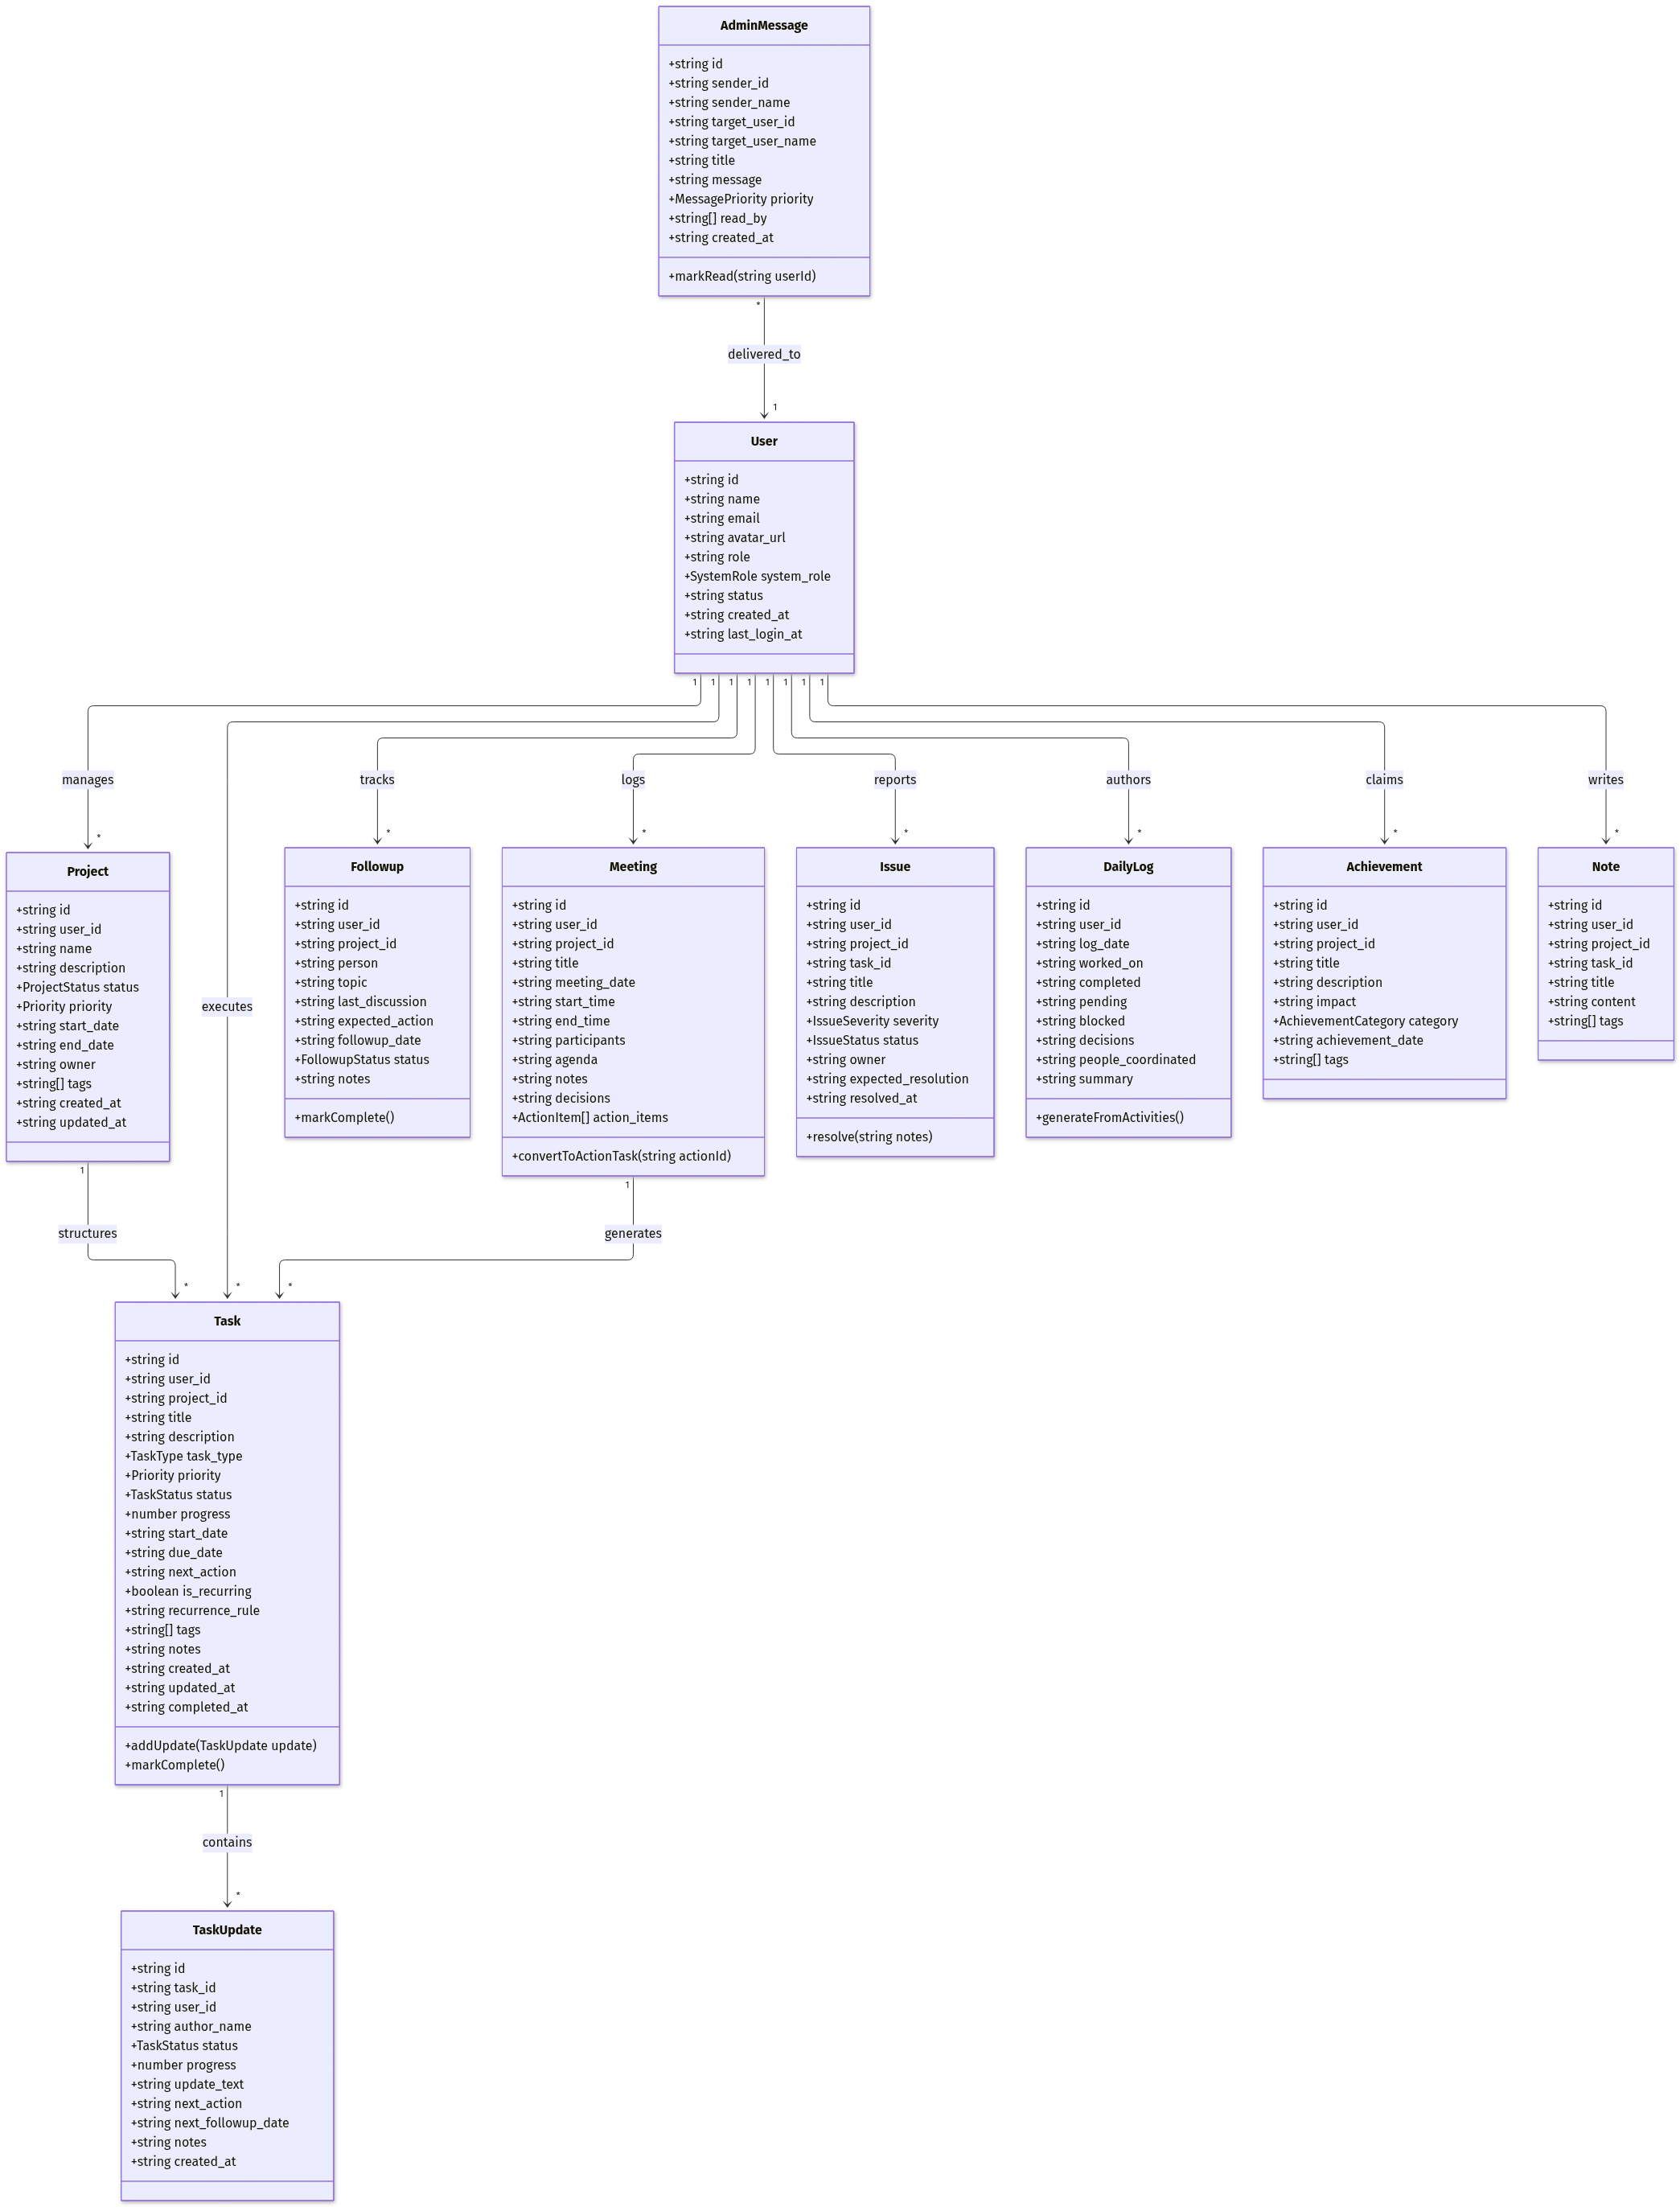 AdminMessage
+string id
+string sender_id
+string sender_name
+string target_user_id
+string target_user_name
+string title
+string message
+MessagePriority priority
+string[] read_by
+string created_at
+markRead(string userId)
*
delivered_to
1
User
+string id
+string name
+string email
+string avatar_url
+string role
+SystemRole system_role
+string status
+string created_at
+string last_login_at
1
1
1
1
1
1
1
1
manages
tracks
logs
reports
authors
claims
writes
*
*
*
*
*
*
*
Project
+string id
+string user_id
+string name
+string description
+ProjectStatus status
+Priority priority
+string start_date
+string end_date
+string owner
+string[] tags
+string created_at
+string updated_at
executes
Followup
+string id
+string user_id
+string project_id
+string person
+string topic
+string last_discussion
+string expected_action
+string followup_date
+FollowupStatus status
+string notes
+markComplete()
Meeting
+string id
+string user_id
+string project_id
+string title
+string meeting_date
+string start_time
+string end_time
+string participants
+string agenda
+string notes
+string decisions
+ActionItem[] action_items
+convertToActionTask(string actionId)
Issue
+string id
+string user_id
+string project_id
+string task_id
+string title
+string description
+IssueSeverity severity
+IssueStatus status
+string owner
+string expected_resolution
+string resolved_at
+resolve(string notes)
DailyLog
+string id
+string user_id
+string log_date
+string worked_on
+string completed
+string pending
+string blocked
+string decisions
+string people_coordinated
+string summary
+generateFromActivities()
Achievement
+string id
+string user_id
+string project_id
+string title
+string description
+string impact
+AchievementCategory category
+string achievement_date
+string[] tags
Note
+string id
+string user_id
+string project_id
+string task_id
+string title
+string content
+string[] tags
1
1
structures
generates
*
*
*
Task
+string id
+string user_id
+string project_id
+string title
+string description
+TaskType task_type
+Priority priority
+TaskStatus status
+number progress
+string start_date
+string due_date
+string next_action
+boolean is_recurring
+string recurrence_rule
+string[] tags
+string notes
+string created_at
+string updated_at
+string completed_at
+addUpdate(TaskUpdate update)
+markComplete()
1
contains
*
TaskUpdate
+string id
+string task_id
+string user_id
+string author_name
+TaskStatus status
+number progress
+string update_text
+string next_action
+string next_followup_date
+string notes
+string created_at